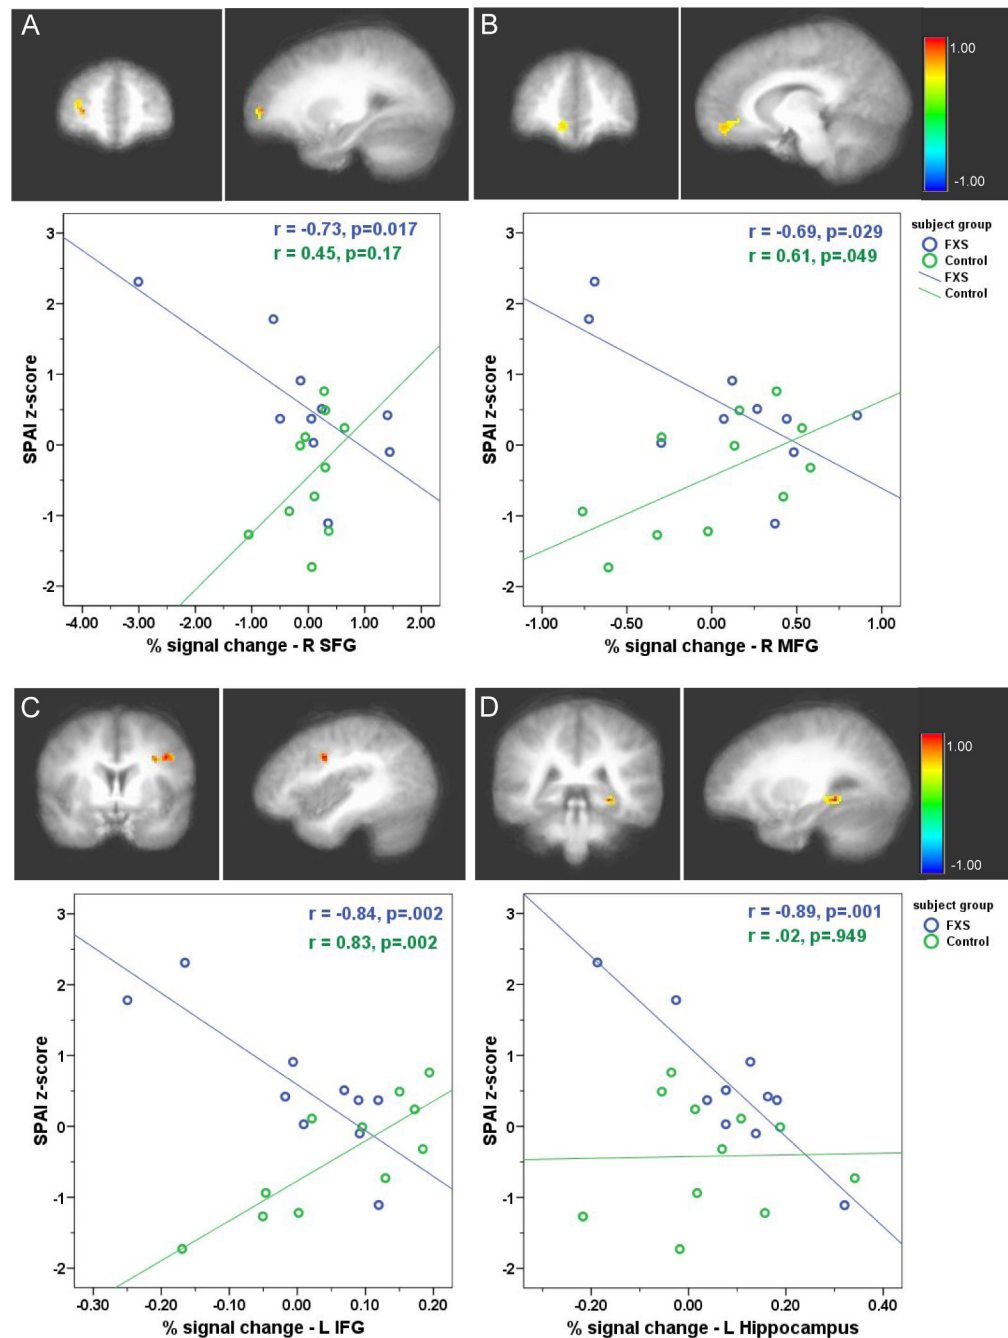 A
B
1.00
-1.00
r = -0.73, p=0.017
r = 0.45, p=0.17
SPAI z-score
3
2
1
0
-1
-2
-4.00 -3.00 -2.00 -1.00 0.00 1.00 2.00
% signal change - R SFG
r = -0.69, p=.029
r = 0.61, p=.049
SPAI z-score
3
2
1
0
-1
-2
-1.00 -0.50 0.00 0.50 1.00
% signal change - R MFG
subject group
FXS
Control
FXS
Control
C
D
1.00
-1.00
r = -0.84, p=.002
r = 0.83, p=.002
SPAI z-score
3
2
1
0
-1
-2
-0.30 -0.20 -0.10 0.00 0.10 0.20
% signal change - L IFG
r = -0.89, p=.001
r = .02, p=.949
SPAI z-score
3
2
1
0
-1
-2
-0.20 0.00 0.20 0.40
% signal change - L Hippocampus
subject group
FXS
Control